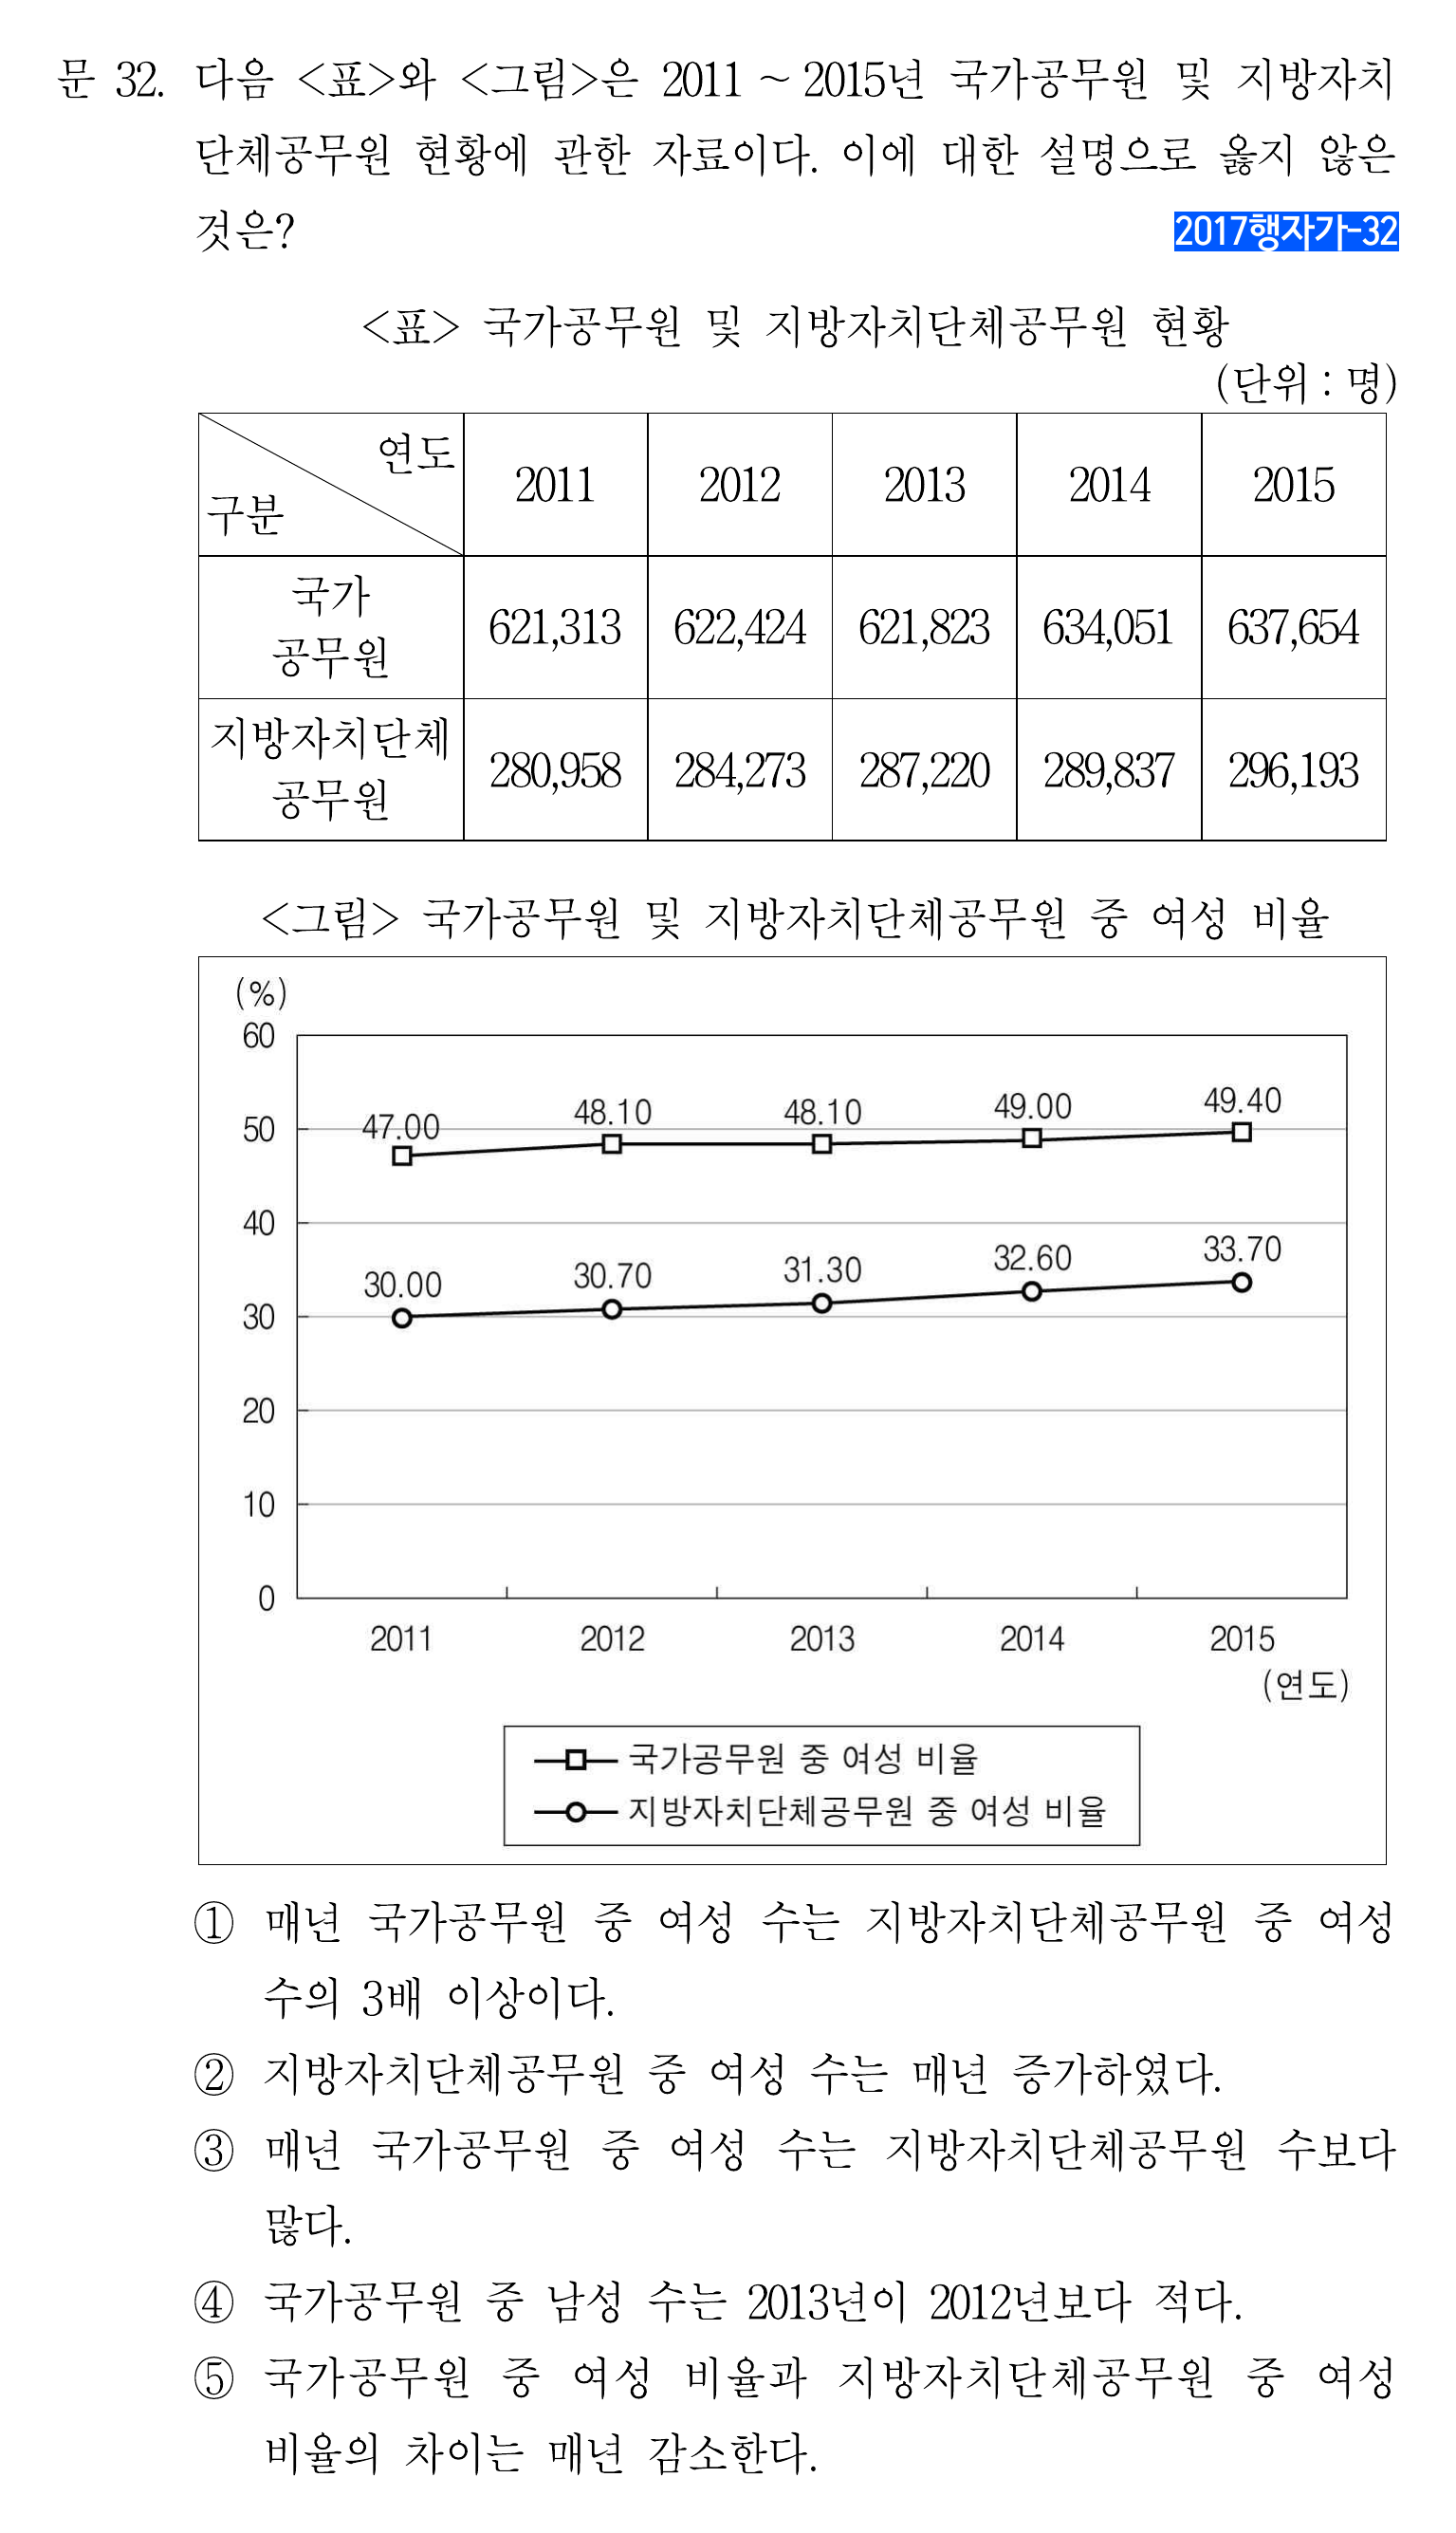 문 32. 다음 <표>와 <그림>은 2011 ~ 2015년 국가공무원 및 지방자치
단체공무원 현황에 관한 자료이다. 이에 대한 설명으로 옳지 않은
것은? 2017행자가-32
<표> 국가공무원 및 지방자치단체공무원 현황
(단위 : 명)
연도
구분 2011 2012 2013 2014 2015
국가
공무원 621,313 622,424 621,823 634,051 637,654
지방자치단체
공무원 280,958 284,273 287,220 289,837 296,193
<그림> 국가공무원 및 지방자치단체공무원 중 여성 비율
(%)
60
50
40
30
20
10
0
47.00 48.10 48.10 49.00 49.40
30.00 30.70 31.30 32.60 33.70
2011 2012 2013 2014 2015
(연도)
국가공무원 중 여성 비율
지방자치단체공무원 중 여성 비율
① 매년 국가공무원 중 여성 수는 지방자치단체공무원 중 여성
수의 3배 이상이다.
② 지방자치단체공무원 중 여성 수는 매년 증가하였다.
③ 매년 국가공무원 중 여성 수는 지방자치단체공무원 수보다
많다.
④ 국가공무원 중 남성 수는 2013년이 2012년보다 적다.
⑤ 국가공무원 중 여성 비율과 지방자치단체공무원 중 여성
비율의 차이는 매년 감소한다.